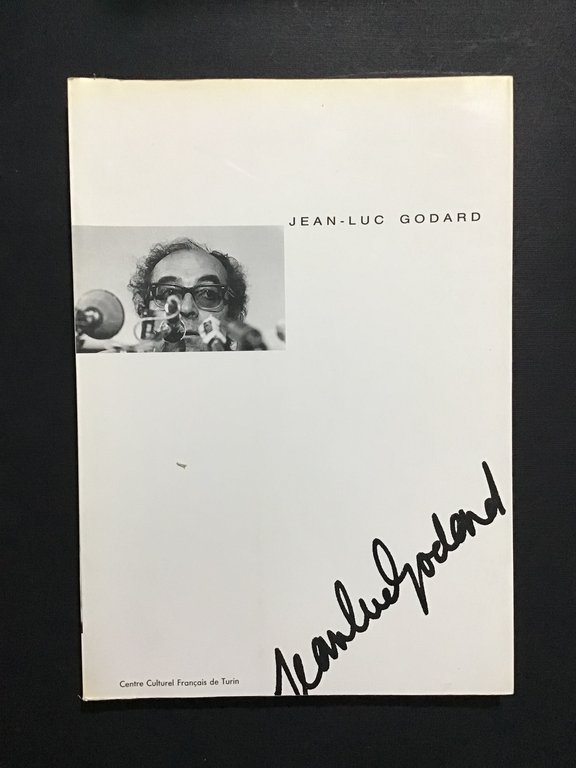 JEAN-LUC GODARD
Jean Luc Godard
Centre Culturel Français de Turin